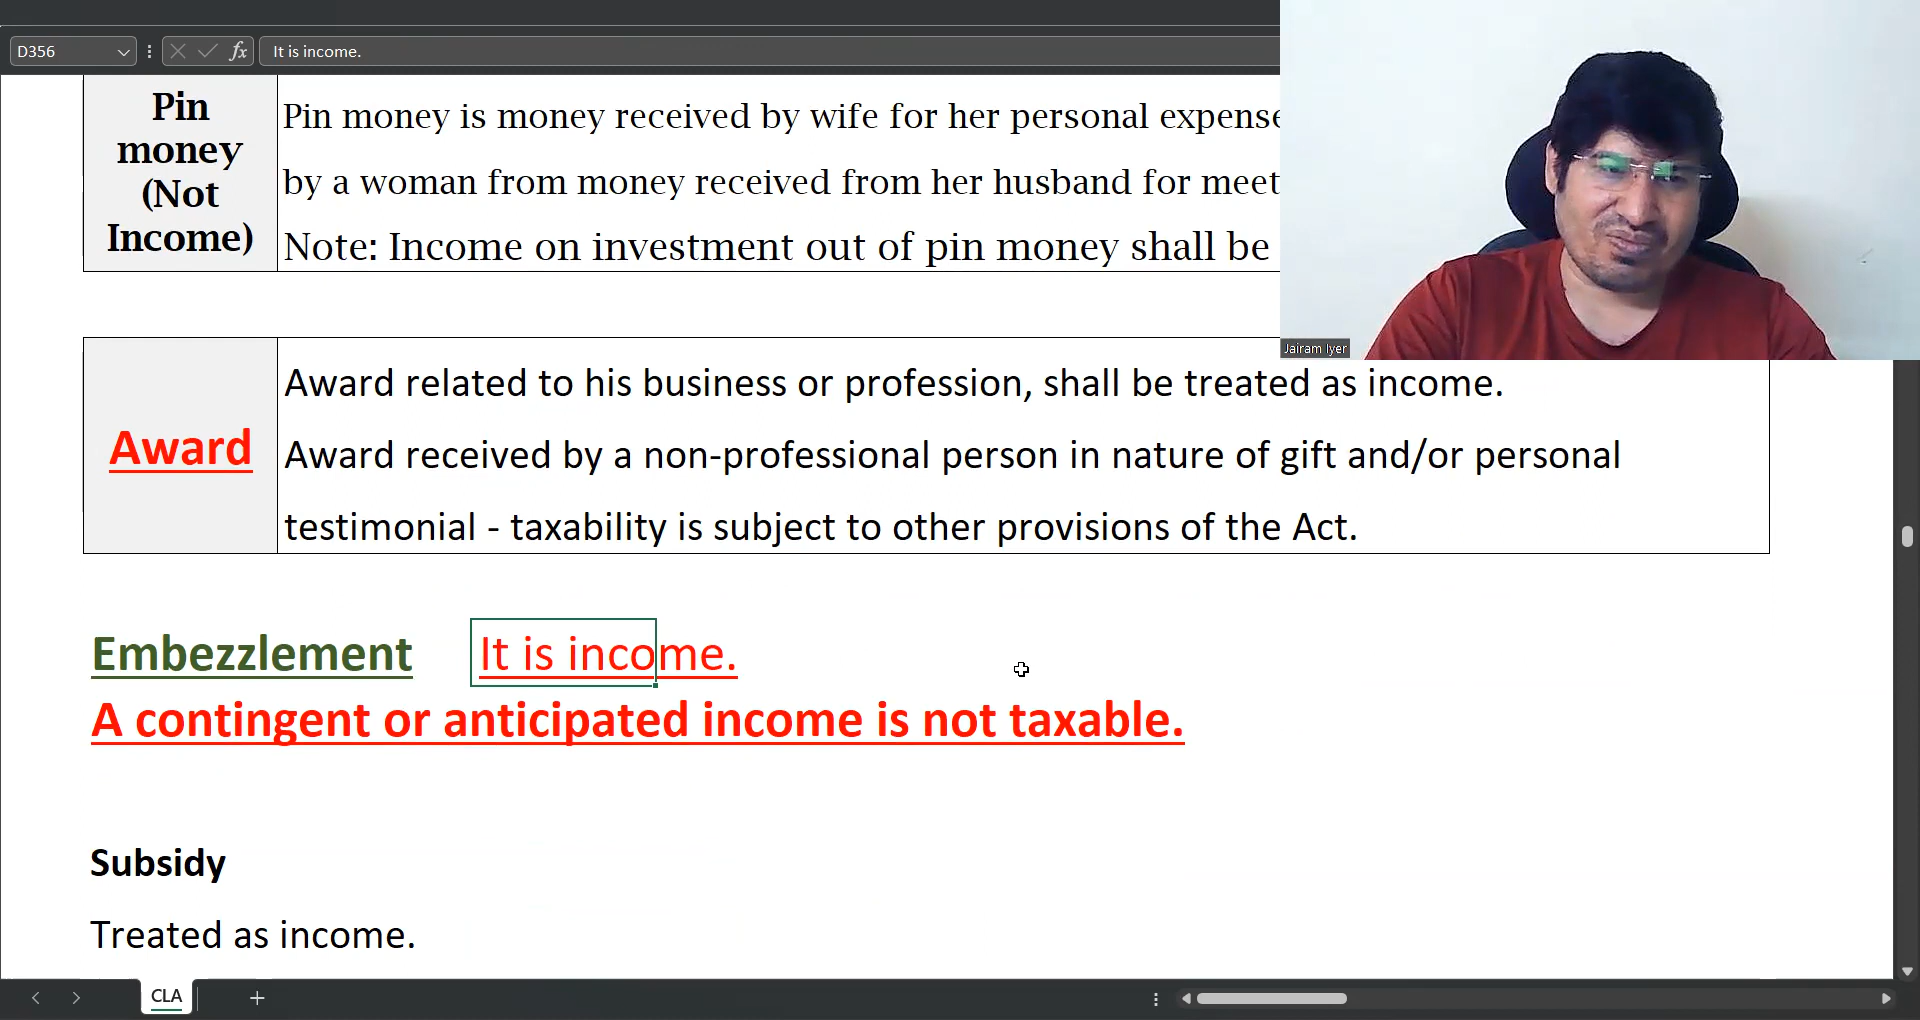 D356
fx
It is income.
Pin
money
(Not
Income)
Pin money is money received by wife for her personal expense
by a woman from money received from her husband for meet
Note: Income on investment out of pin money shall be
Jairam Iyer
Award
Award related to his business or profession, shall be treated as income.
Award received by a non-professional person in nature of gift and/or personal
testimonial - taxability is subject to other provisions of the Act.
Embezzlement It is income.
A contingent or anticipated income is not taxable.
Subsidy
Treated as income.
CLA